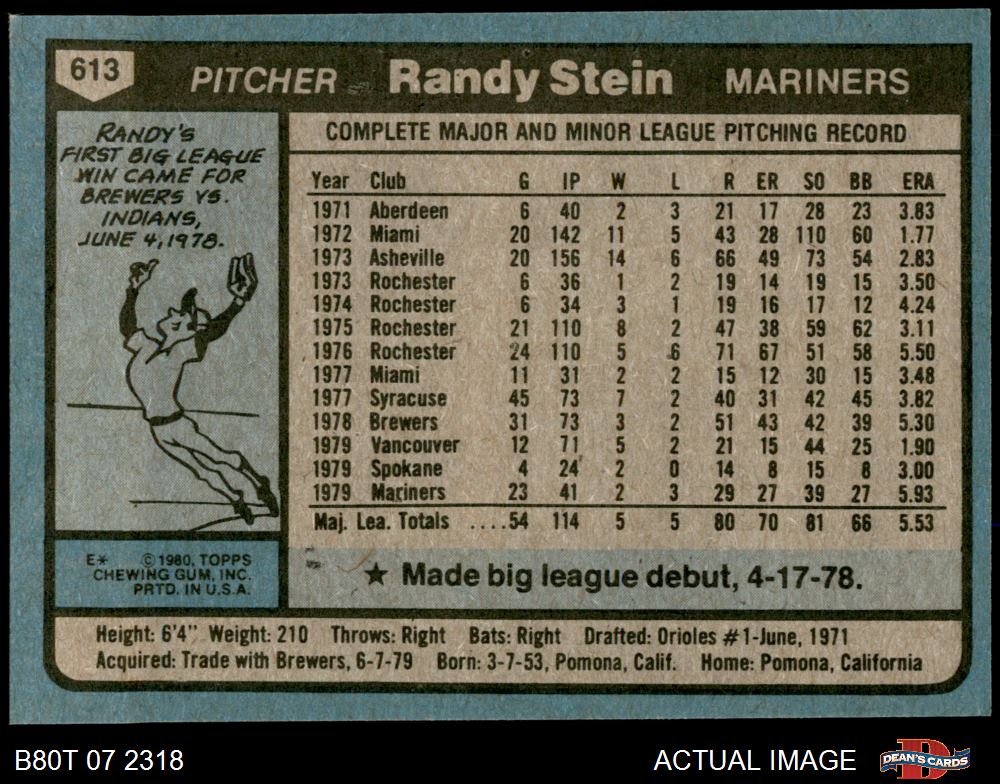 613 PITCHER Randy Stein MARINERS
RANDY'S
FIRST BIG LEAGUE
WIN CAME FOR
BREWERS VS.
INDIANS,
JUNE 4, 1978.
COMPLETE MAJOR AND MINOR LEAGUE PITCHING RECORD
Year Club G IP W L R ER SO BB ERA
1971 Aberdeen 6 40 2 3 21 17 28 23 3.83
1972 Miami 20 142 11 5 43 28 110 60 1.77
1973 Asheville 20 156 14 6 66 49 73 54 2.83
1973 Rochester 6 36 1 2 19 14 19 15 3.50
1974 Rochester 6 34 3 1 19 16 17 12 4.24
1975 Rochester 21 110 8 2 47 38 59 62 3.11
1976 Rochester 24 110 5 6 71 67 51 58 5.50
1977 Miami 11 31 2 2 15 12 30 15 3.48
1977 Syracuse 45 73 7 2 40 31 42 45 3.82
1978 Brewers 31 73 3 2 51 43 42 39 5.30
1979 Vancouver 12 71 5 2 21 15 44 25 1.90
1979 Spokane 4 24 2 0 14 8 15 8 3.00
1979 Mariners 23 41 2 3 29 27 39 27 5.93
Maj. Lea. Totals ....54 114 5 5 80 70 81 66 5.53
E* © 1980, TOPPS
CHEWING GUM, INC.
PRTD. IN U.S.A.
★ Made big league debut, 4-17-78.
Height: 6'4" Weight: 210 Throws: Right Bats: Right Drafted: Orioles #1-June, 1971
Acquired: Trade with Brewers, 6-7-79 Born: 3-7-53, Pomona, Calif. Home: Pomona, California
B80T 07 2318 ACTUAL IMAGE DEAN'S CARDS